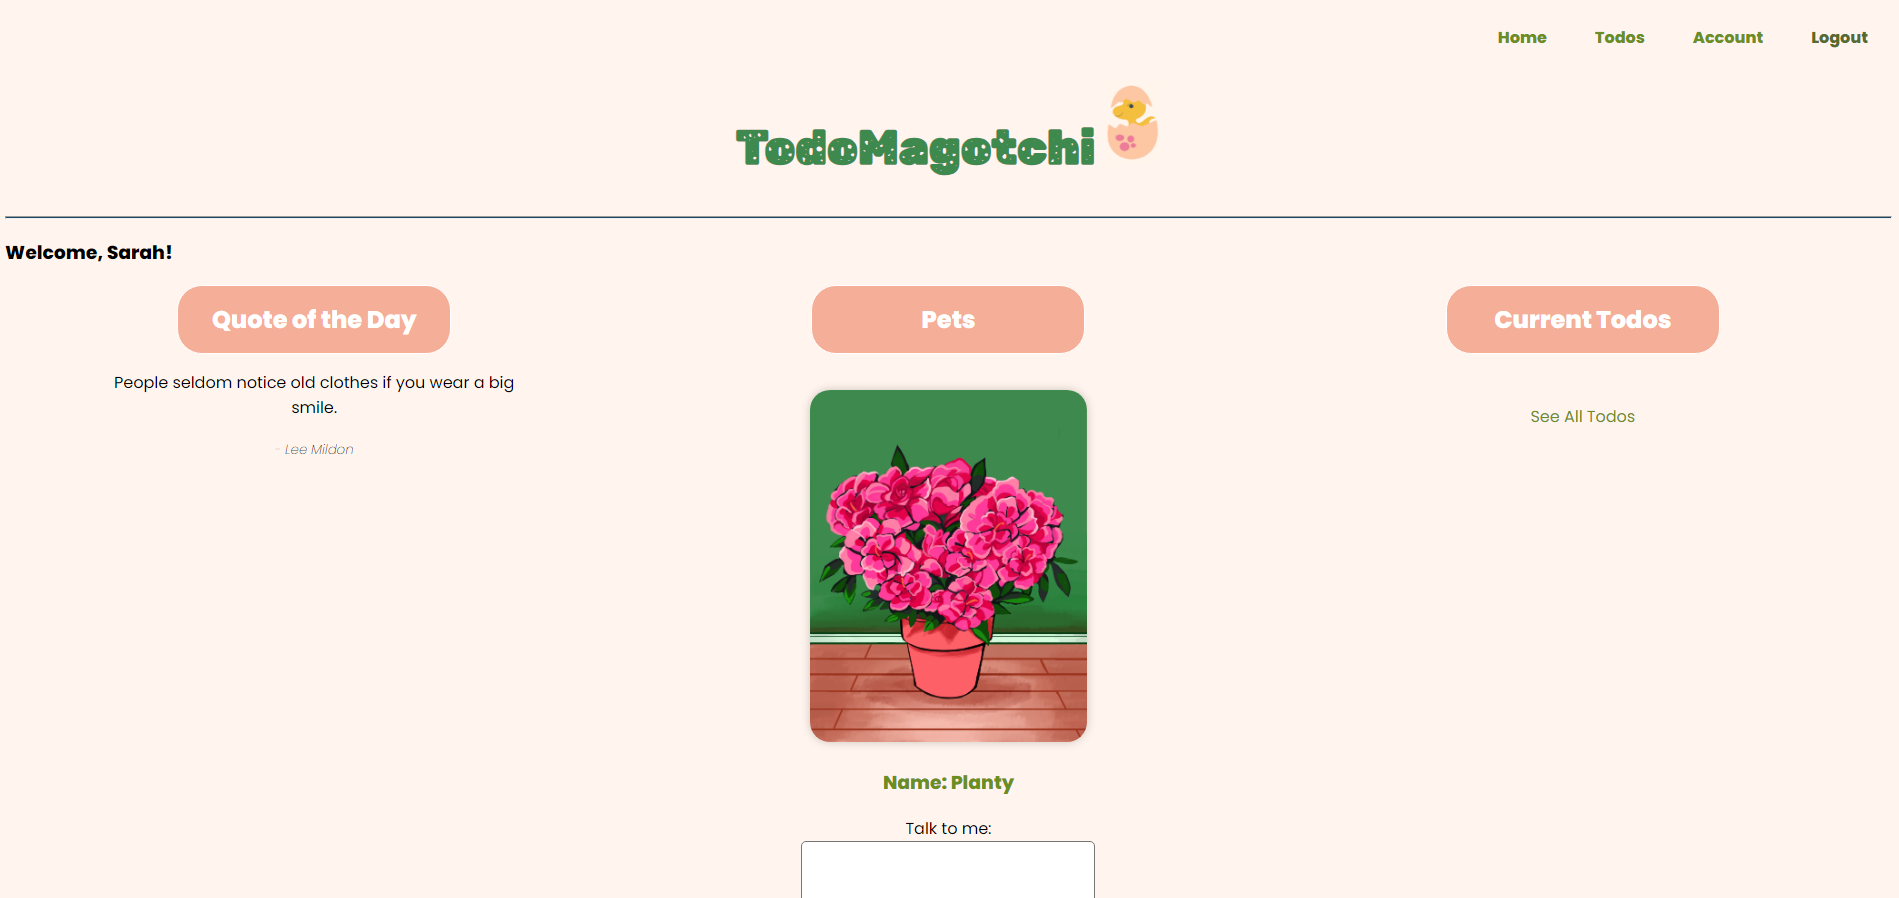 Home Todos Account Logout
TodoMagotchi
Welcome, Sarah!
Quote of the Day
People seldom notice old clothes if you wear a big
smile.
- Lee Mildon
Pets
Name: Planty
Talk to me:
Current Todos
See All Todos